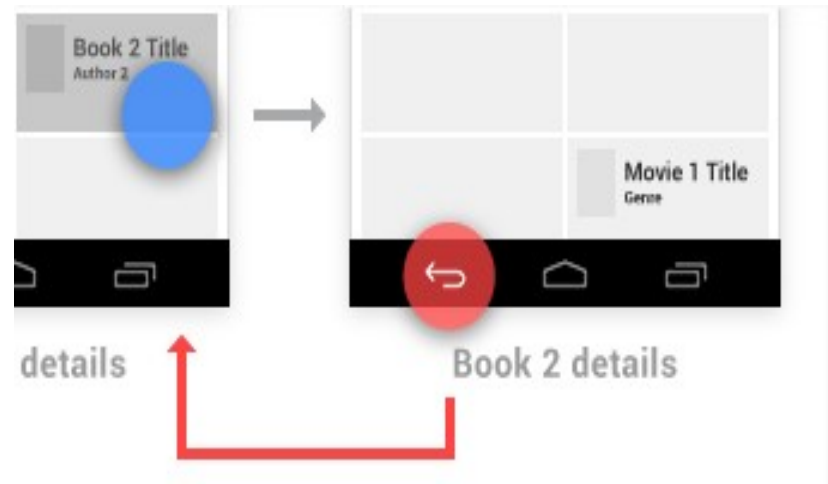 Book 2 Title
Author 2
Movie 1 Title
Genre
details
Book 2 details